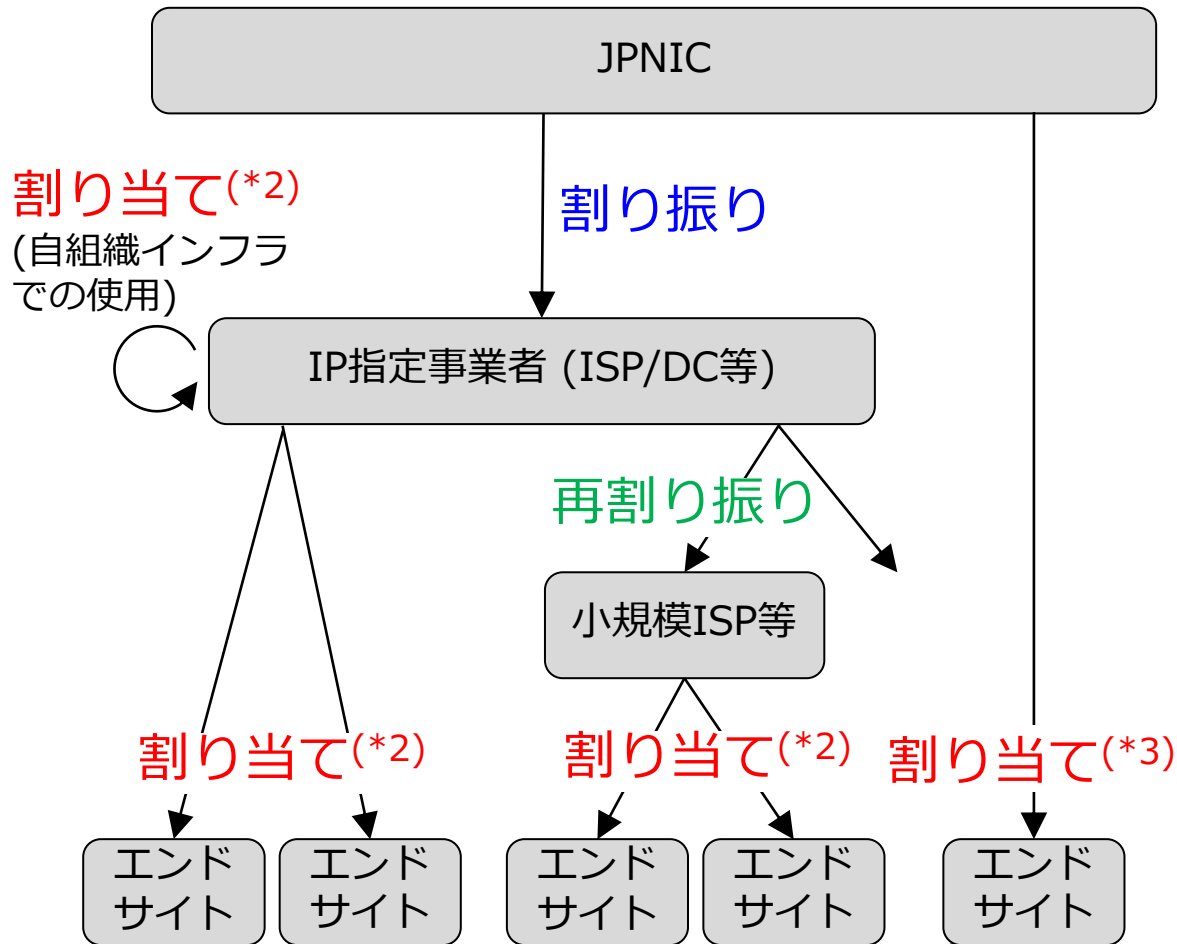 JPNIC
割り当て(*2)
(自組織インフラ
での使用)
割り振り
IP指定事業者 (ISP/DC等)
再割り振り
小規模ISP等
割り当て(*2)
割り当て(*2)
割り当て(*3)
エンド
サイト
エンド
サイト
エンド
サイト
エンド
サイト
エンド
サイト